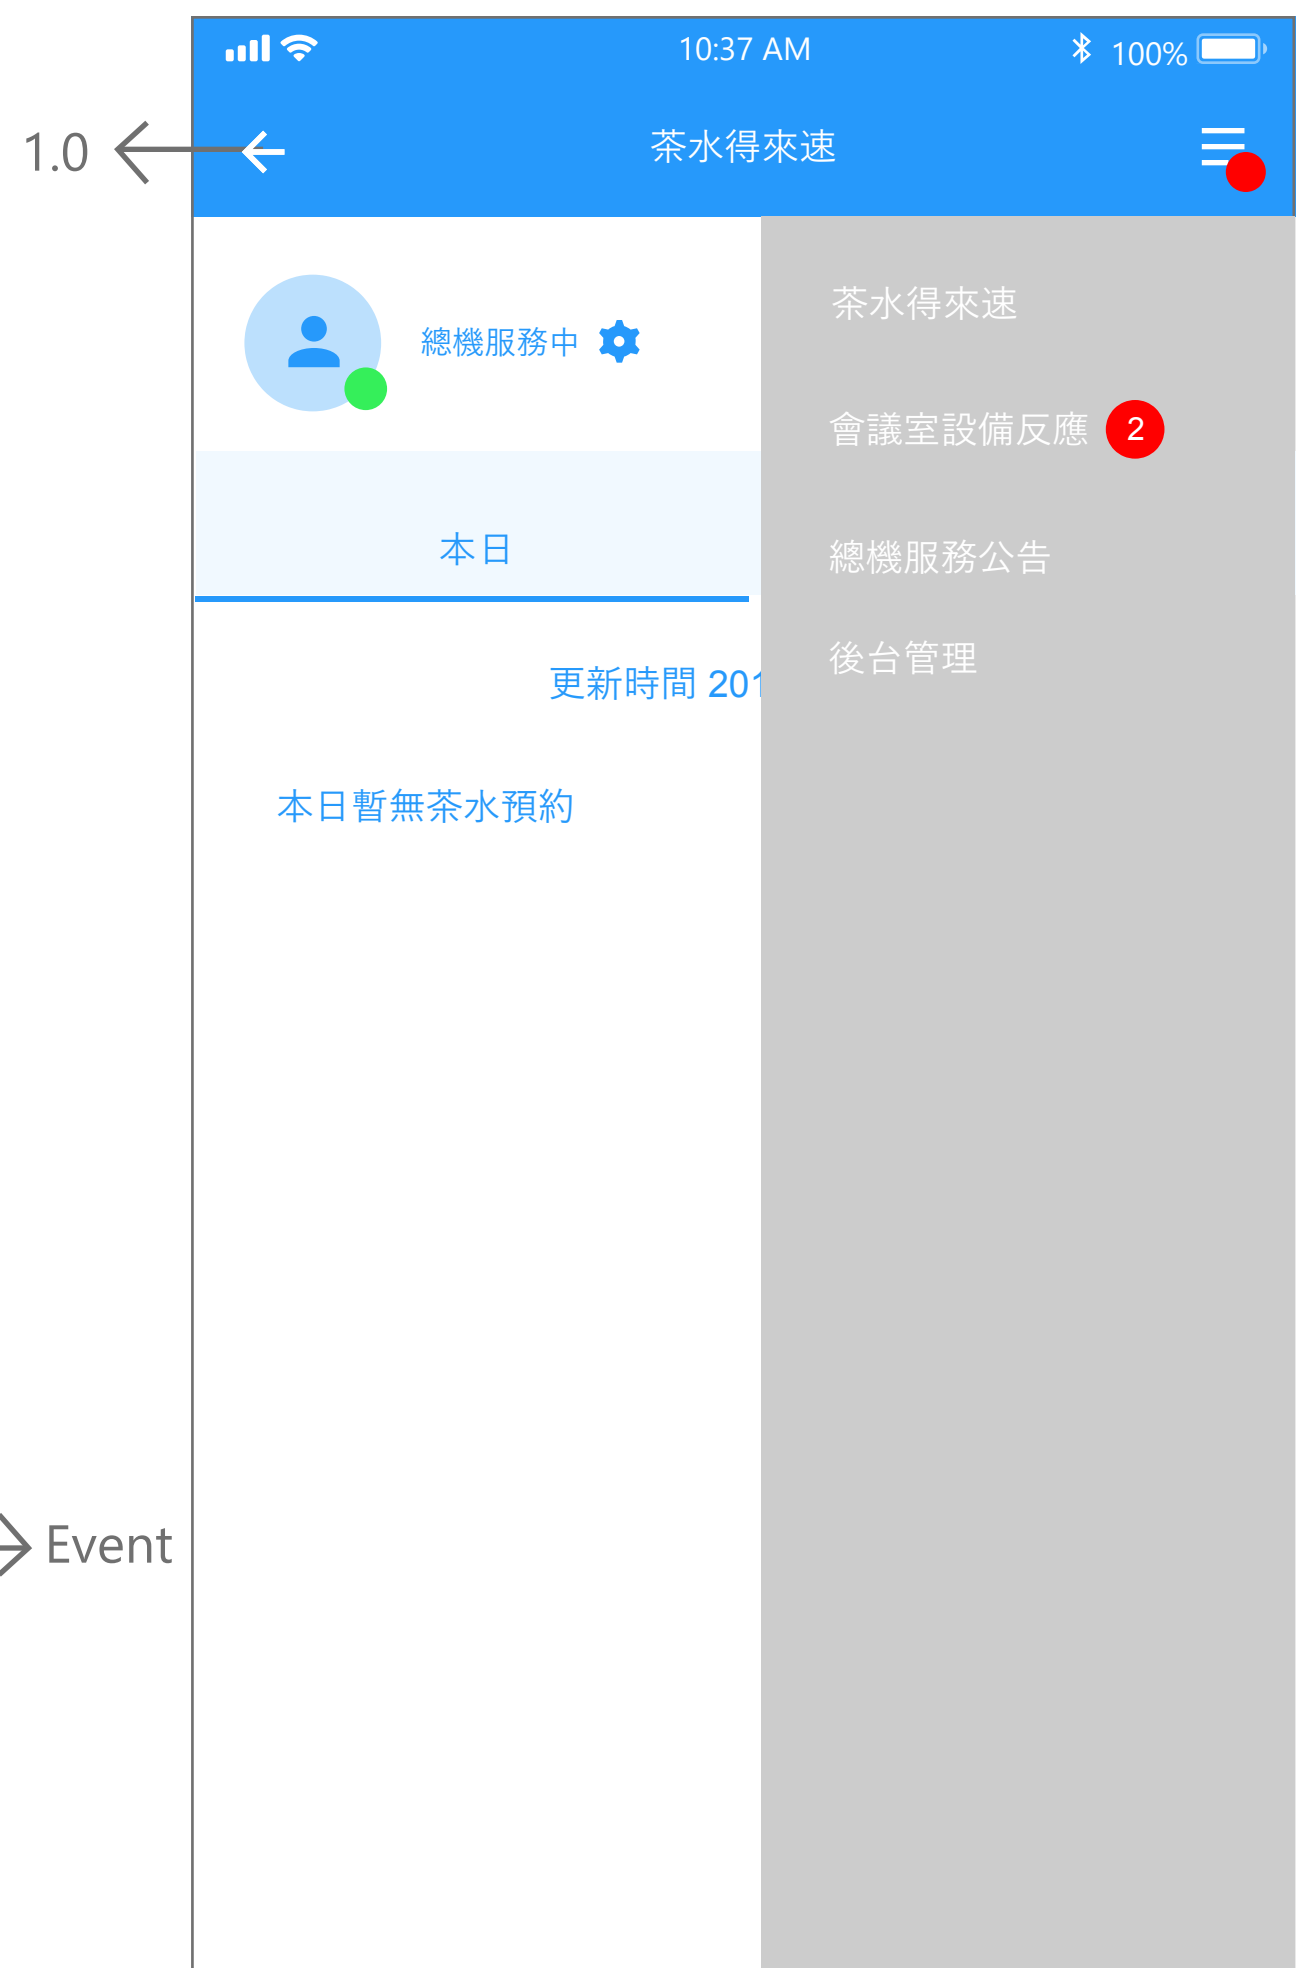 10:37 AM
100%
1.0
茶水得來速
茶水得來速
總機服務中
會議室設備反應 2
本日
總機服務公告
後台管理
更新時間 201
本日暫無茶水預約
Event